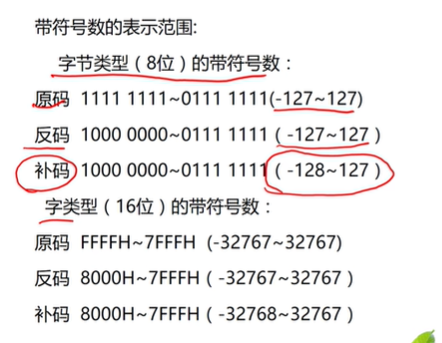 带符号数的表示范围:
字节类型（8位）的带符号数：
原码 1111 1111~0111 1111(-127~127)
反码 1000 0000~0111 1111（-127~127）
补码 1000 0000~0111 1111（-128~127）
字类型（16位）的带符号数：
原码 FFFFH~7FFFH (-32767~32767)
反码 8000H~7FFFH（-32767~32767）
补码 8000H~7FFFH（-32768~32767）